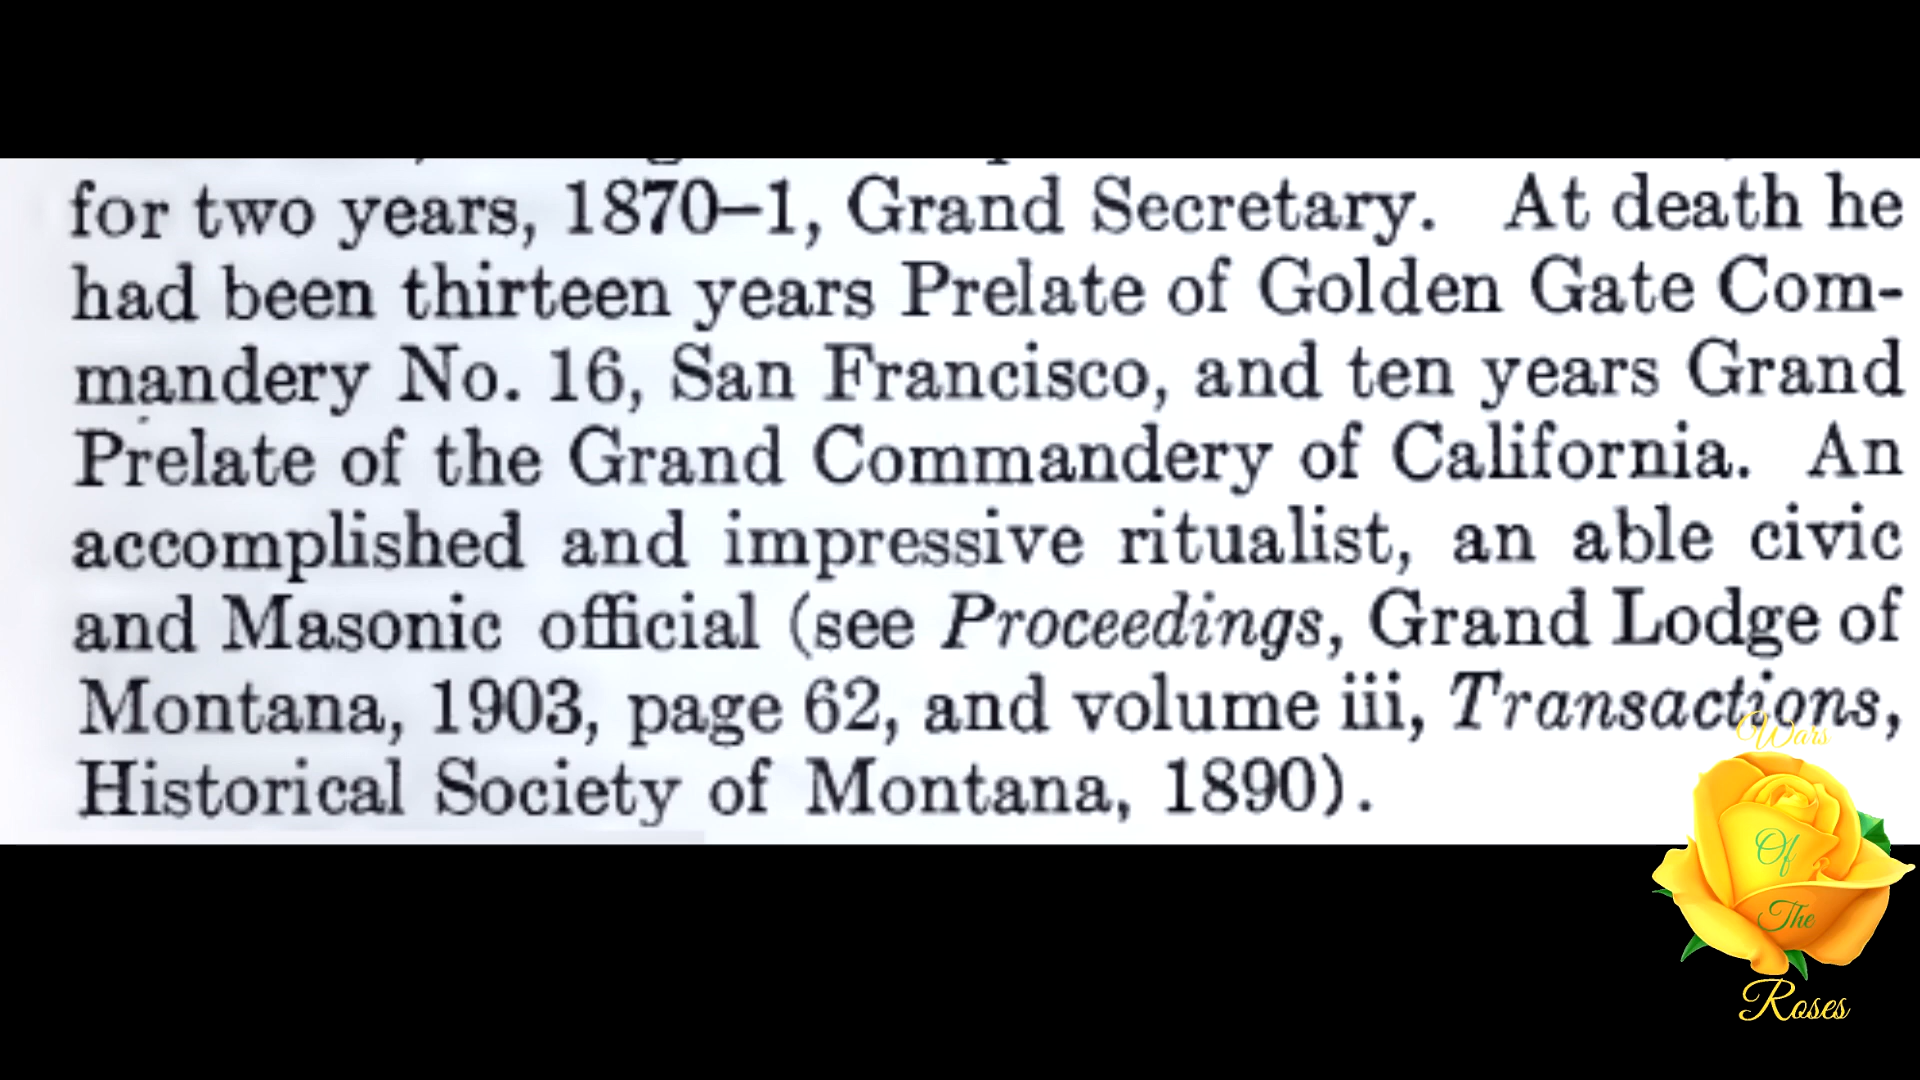 for two years, 1870–1, Grand Secretary. At death he
had been thirteen years Prelate of Golden Gate Com-
mandery No. 16, San Francisco, and ten years Grand
Prelate of the Grand Commandery of California. An
accomplished and impressive ritualist, an able civic
and Masonic official (see Proceedings, Grand Lodge of
Montana, 1903, page 62, and volume iii, Transactions,
Historical Society of Montana, 1890).
Wars
Of
The
Roses